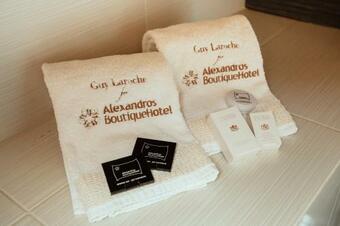 Guy Laroche
for
Alexandros
BoutiqueHotel
Guy Laroche
for
Alexandros
BoutiqueHotel